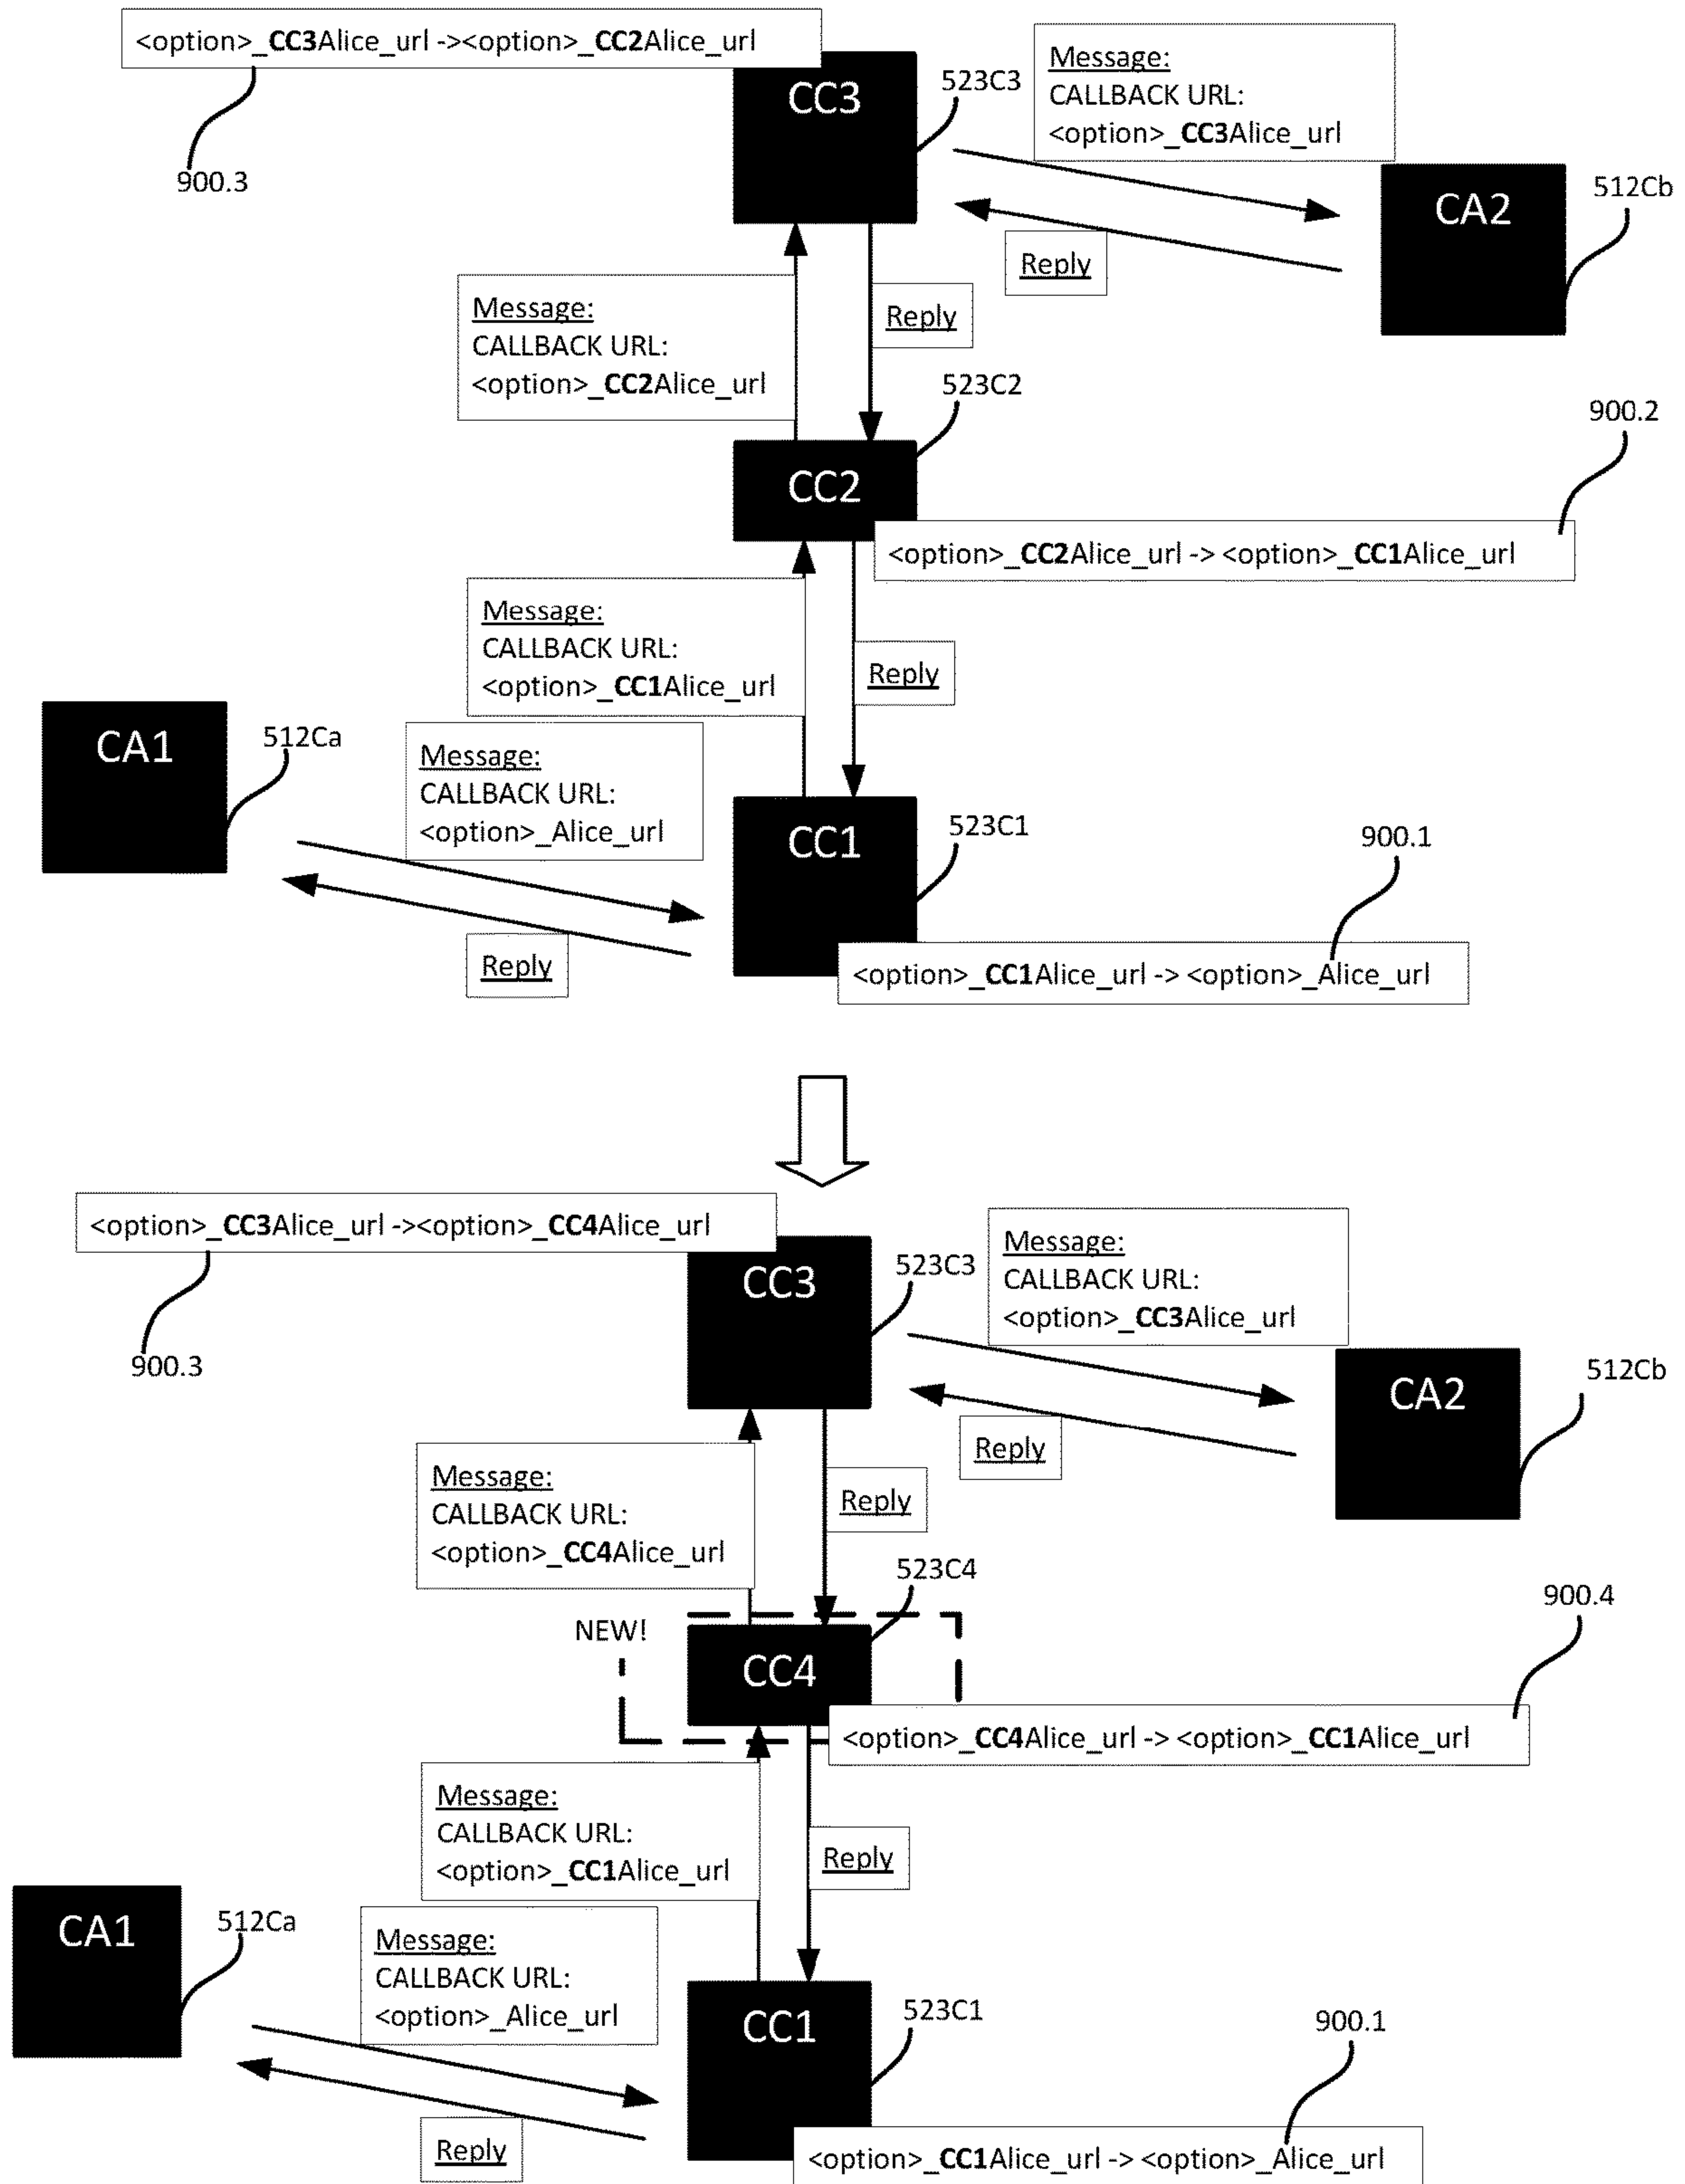 <option>_CC3Alice_url -><option>_CC2Alice_url
900.3
CC3
523C3
Message:
CALLBACK URL:
<option>_CC3Alice_url
CA2
512Cb
Reply
Message:
CALLBACK URL:
<option>_CC2Alice_url
Reply
523C2
CC2
900.2
<option>_CC2Alice_url -> <option>_CC1Alice_url
Message:
CALLBACK URL:
<option>_CC1Alice_url
Reply
CA1
512Ca
Message:
CALLBACK URL:
<option>_Alice_url
Reply
CC1
523C1
900.1
<option>_CC1Alice_url -> <option>_Alice_url
<option>_CC3Alice_url -><option>_CC4Alice_url
900.3
CC3
523C3
Message:
CALLBACK URL:
<option>_CC3Alice_url
CA2
512Cb
Reply
Message:
CALLBACK URL:
<option>_CC4Alice_url
Reply
523C4
NEW!
CC4
900.4
<option>_CC4Alice_url -> <option>_CC1Alice_url
Message:
CALLBACK URL:
<option>_CC1Alice_url
Reply
CA1
512Ca
Message:
CALLBACK URL:
<option>_Alice_url
Reply
CC1
523C1
900.1
<option>_CC1Alice_url -> <option>_Alice_url